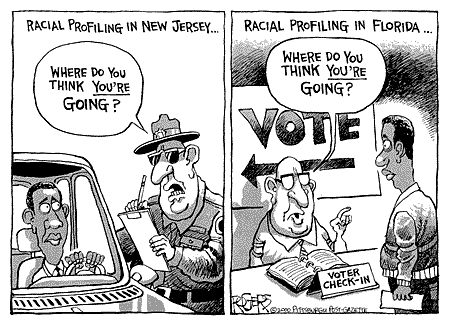 RACIAL PROFILING IN NEW JERSEY...
WHERE DO YOU
THINK YOU'RE
GOING?
RACIAL PROFILING IN FLORIDA...
WHERE DO YOU
THINK YOU'RE
GOING?
VOTE
VOTER
CHECK-IN
ROGERS
©2000 PITTSBURGH POST-GAZETTE